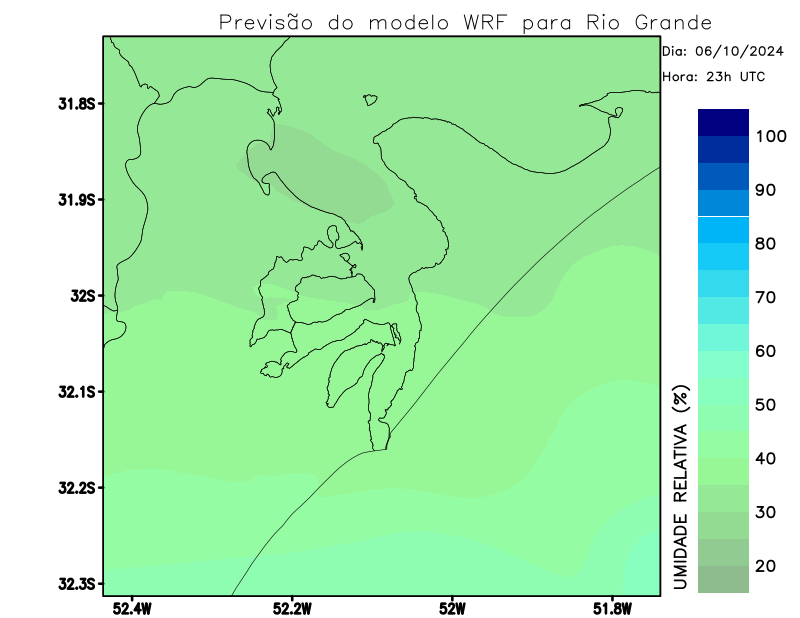 Previsão do modelo WRF para Rio Grande
Dia: 06/10/2024
Hora: 23h UTC
31.8S
31.9S
32S
32.1S
32.2S
32.3S
52.4W
52.2W
52W
51.8W
UMIDADE RELATIVA (%)
100
90
80
70
60
50
40
30
20